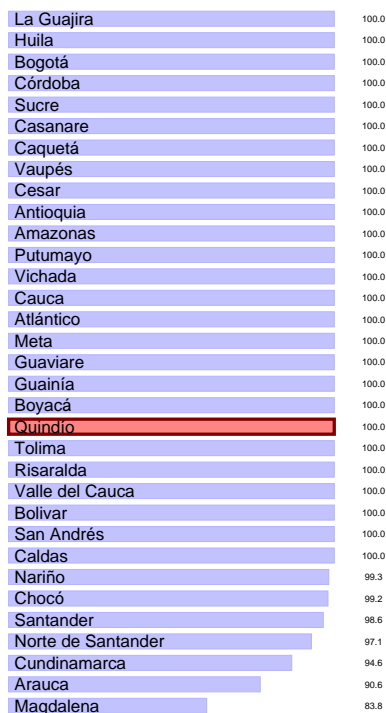 La Guajira 100.0
Huila 100.0
Bogotá 100.0
Córdoba 100.0
Sucre 100.0
Casanare 100.0
Caquetá 100.0
Vaupés 100.0
Cesar 100.0
Antioquia 100.0
Amazonas 100.0
Putumayo 100.0
Vichada 100.0
Cauca 100.0
Atlántico 100.0
Meta 100.0
Guaviare 100.0
Guainía 100.0
Boyacá 100.0
Quindío 100.0
Tolima 100.0
Risaralda 100.0
Valle del Cauca 100.0
Bolivar 100.0
San Andrés 100.0
Caldas 100.0
Nariño 99.3
Chocó 99.2
Santander 98.6
Norte de Santander 97.1
Cundinamarca 94.6
Arauca 90.6
Magdalena 83.8